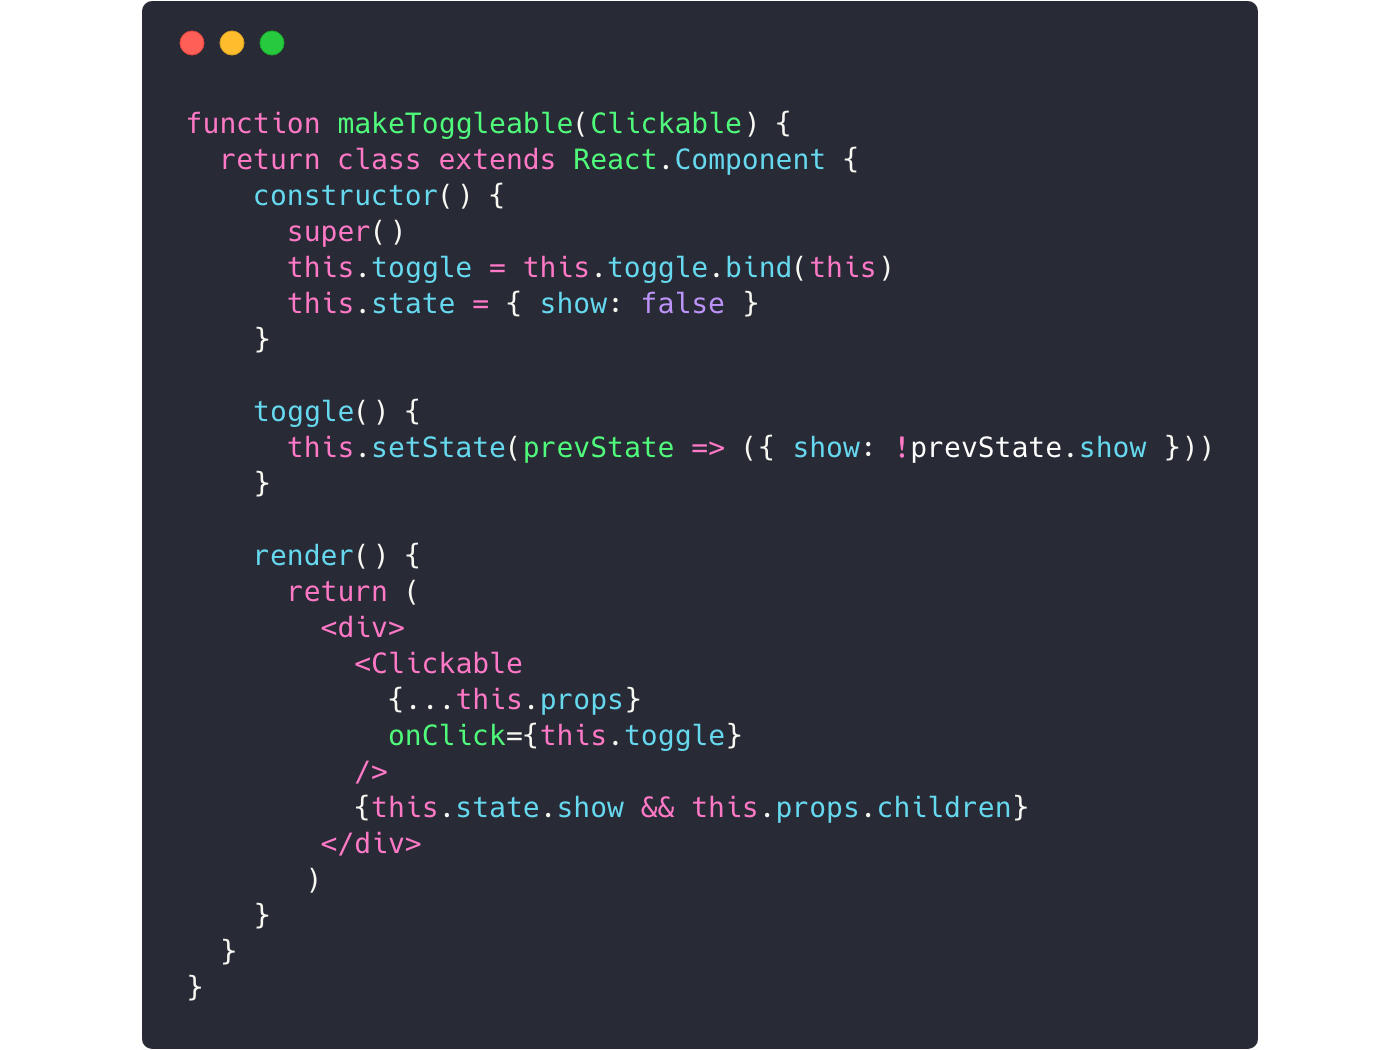 function makeToggleable(Clickable) {
  return class extends React.Component {
    constructor() {
      super()
      this.toggle = this.toggle.bind(this)
      this.state = { show: false }
    }

    toggle() {
      this.setState(prevState => ({ show: !prevState.show }))
    }

    render() {
      return (
        <div>
          <Clickable
            {...this.props}
            onClick={this.toggle}
          />
          {this.state.show && this.props.children}
        </div>
       )
    }
  }
}